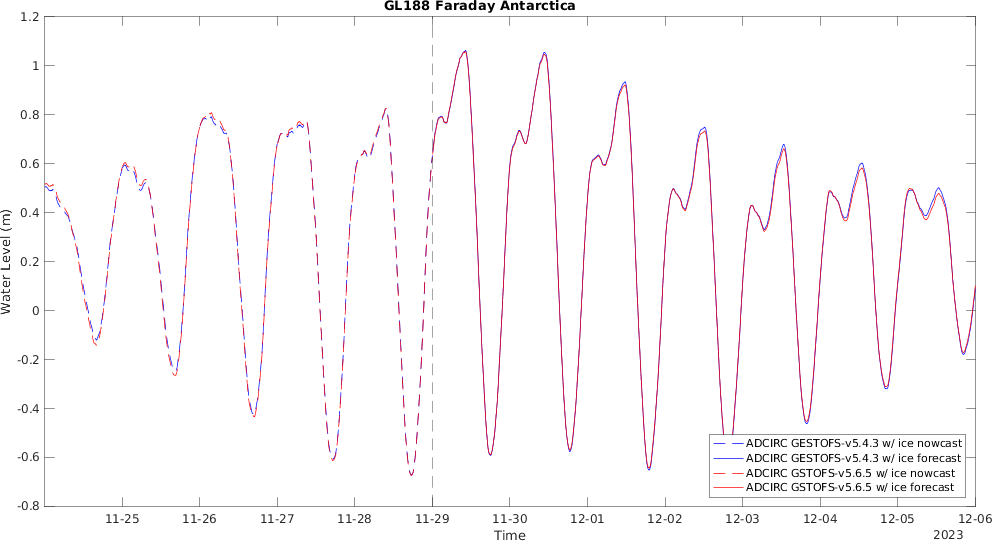 GL188 Faraday Antarctica
1.2
1
0.8
0.6
0.4
0.2
0
-0.2
-0.4
-0.6
-0.8
Water Level (m)
ADCIRC GESTOFS-v5.4.3 w/ ice nowcast
ADCIRC GESTOFS-v5.4.3 w/ ice forecast
ADCIRC GSTOFS-v5.6.5 w/ ice nowcast
ADCIRC GSTOFS-v5.6.5 w/ ice forecast
11-25 11-26 11-27 11-28 11-29 11-30 12-01 12-02 12-03 12-04 12-05 12-06
Time
2023